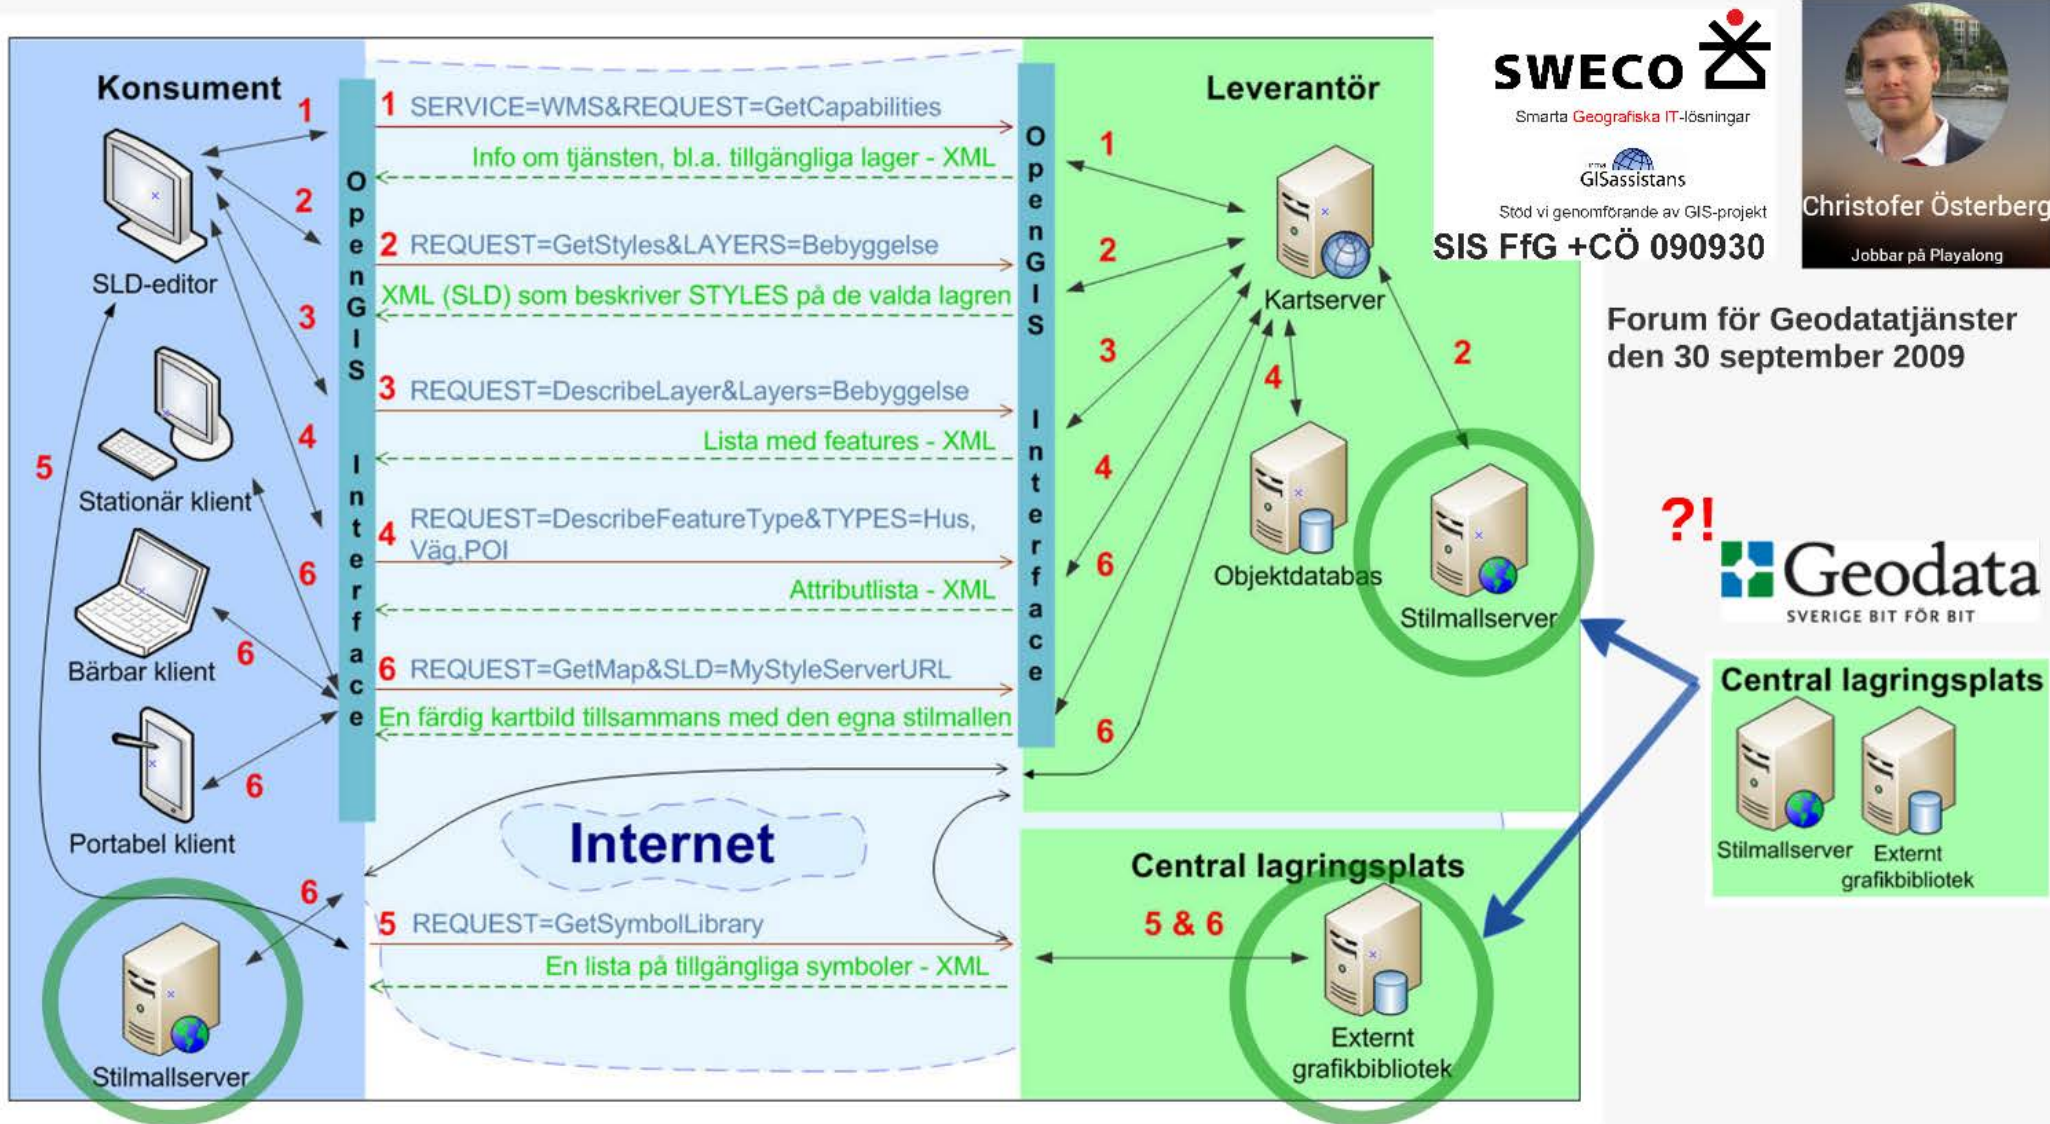 Konsument
1
SLD-editor
2
3
4
5
Stationär klient
6
Bärbar klient
6
Portabel klient
6
6
Stilmallserver
OpenGIS Interface
1 SERVICE=WMS&REQUEST=GetCapabilities
Info om tjänsten, bl.a. tillgängliga lager - XML
2 REQUEST=GetStyles&LAYERS=Bebyggelse
XML (SLD) som beskriver STYLES på de valda lagren
3 REQUEST=DescribeLayer&Layers=Bebyggelse
Lista med features - XML
4 REQUEST=DescribeFeatureType&TYPES=Hus,
Väg,POI
Attributlista - XML
6 REQUEST=GetMap&SLD=MyStyleServerURL
En färdig kartbild tillsammans med den egna stilmallen
Internet
5 REQUEST=GetSymbolLibrary
En lista på tillgängliga symboler - XML
OpenGIS Interface
Leverantör
1
2
Kartserver
3
4
2
4
Objektdatabas
6
Stilmallserver
6
Central lagringsplats
5 & 6
Externt
grafikbibliotek
SWECO
Smarta Geografiska IT-lösningar
GISassistans
Stöd vi genomförande av GIS-projekt
SIS FfG +CÖ 090930
Christofer Österberg
Jobbar på Playalong
Forum för Geodatatjänster
den 30 september 2009
?!
Geodata
SVERIGE BIT FÖR BIT
Central lagringsplats
Stilmallserver
Externt
grafikbibliotek